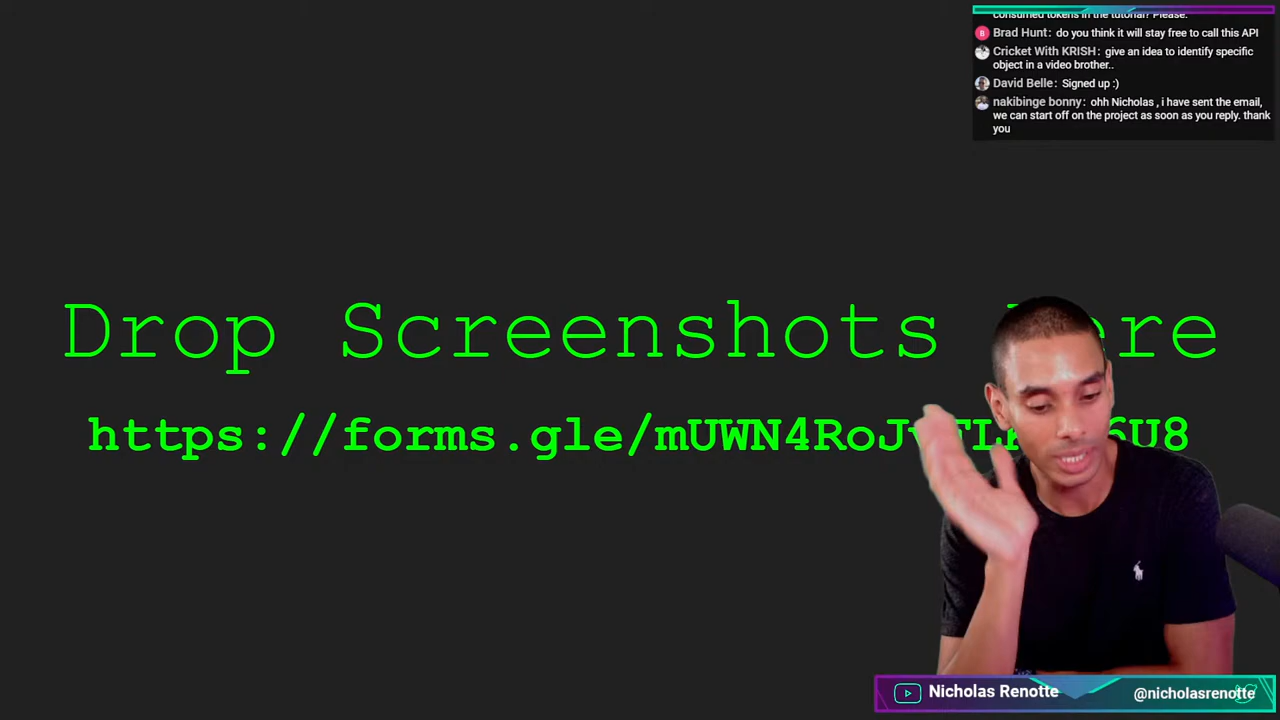 consumed tokens in the tutorial? Please.
Brad Hunt: do you think it will stay free to call this API
Cricket With KRISH: give an idea to identify specific
object in a video brother..
David Belle: Signed up :)
nakibinge bonny: ohh Nicholas , i have sent the email,
we can start off on the project as soon as you reply. thank
you
Drop Screenshots
https://forms.gle/mUWN4RoJ
Nicholas Renotte
@nicholasrenotte